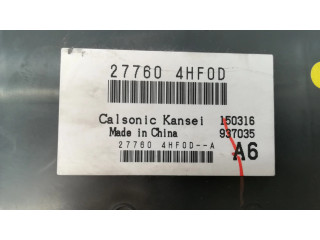 27760 4HF0D
Calsonic Kansei 150316
Made in China 937035
27760 4HF0D--A
A6